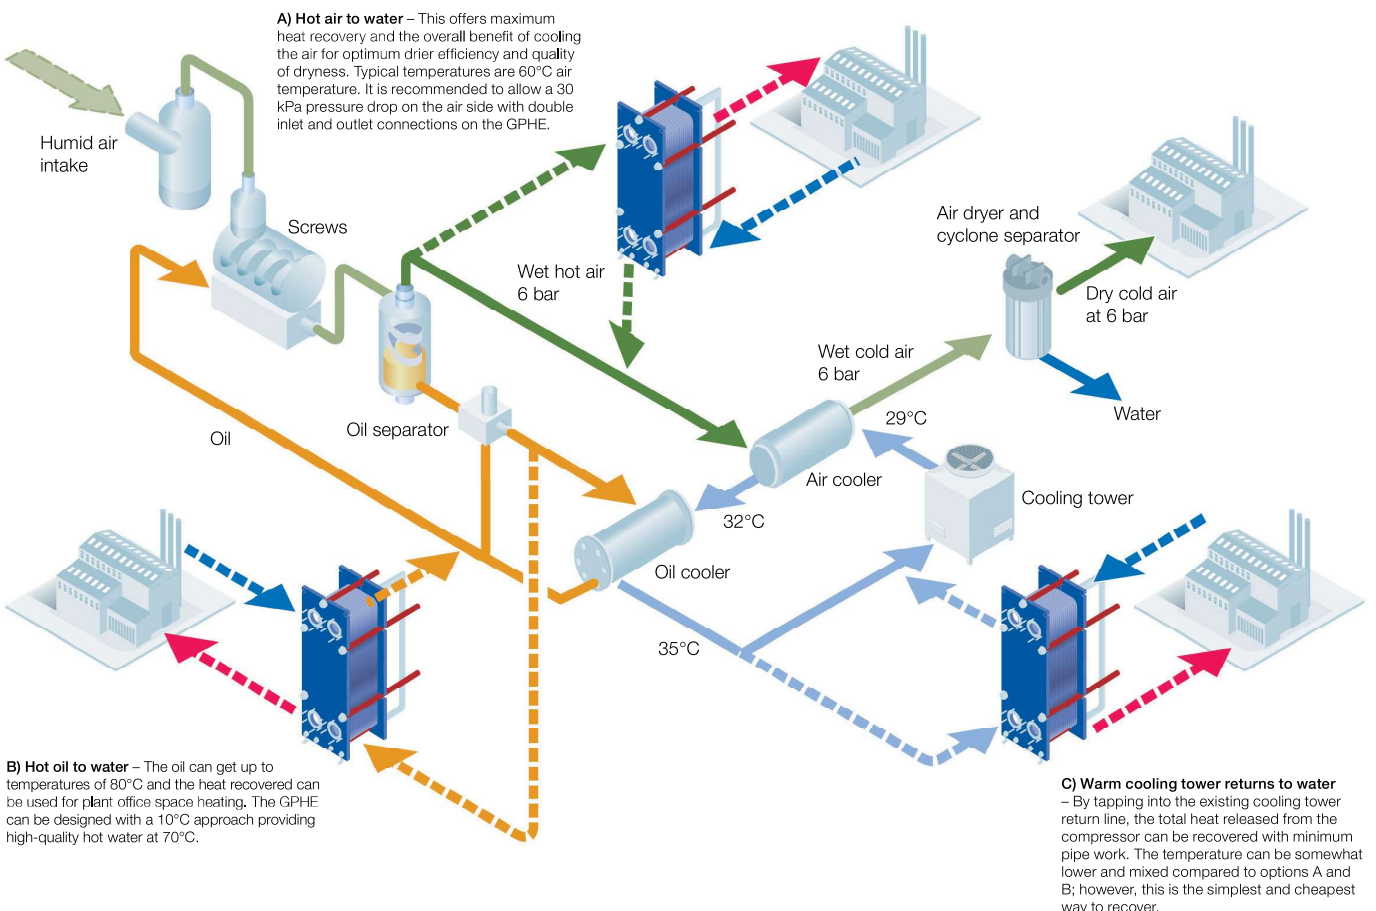 A) Hot air to water – This offers maximum
heat recovery and the overall benefit of cooling
the air for optimum drier efficiency and quality
of dryness. Typical temperatures are 60°C air
temperature. It is recommended to allow a 30
kPa pressure drop on the air side with double
inlet and outlet connections on the GPHE.
Humid air
intake
Screws
Air dryer and
cyclone separator
Wet hot air
6 bar
Dry cold air
at 6 bar
Wet cold air
6 bar
Water
29°C
Oil
Oil separator
Air cooler
Cooling tower
32°C
Oil cooler
35°C
B) Hot oil to water – The oil can get up to
temperatures of 80°C and the heat recovered can
be used for plant office space heating. The GPHE
can be designed with a 10°C approach providing
high-quality hot water at 70°C.
C) Warm cooling tower returns to water
– By tapping into the existing cooling tower
return line, the total heat released from the
compressor can be recovered with minimum
pipe work. The temperature can be somewhat
lower and mixed compared to options A and
B; however, this is the simplest and cheapest
way to recover.